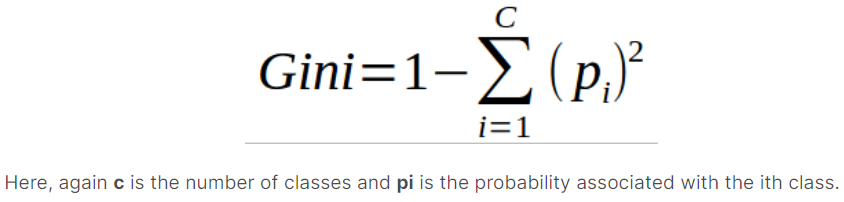 Gini=1−∑(pᵢ)²
C
i=1
Here, again c is the number of classes and pi is the probability associated with the ith class.